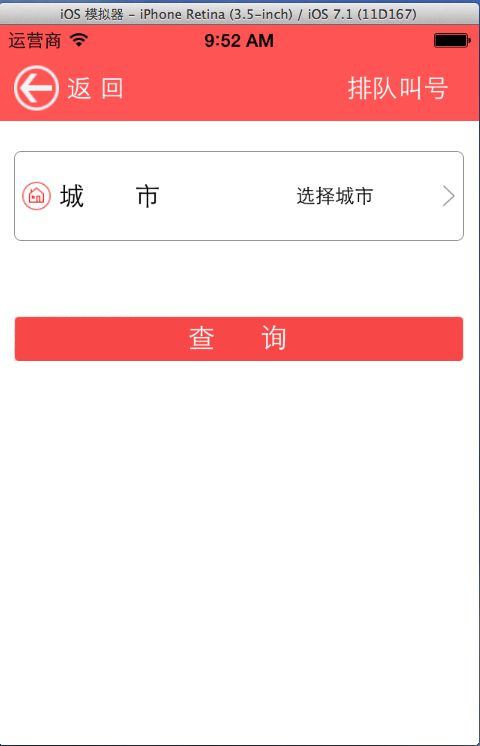 iOS 模拟器 - iPhone Retina (3.5-inch) / iOS 7.1 (11D167)
运营商 9:52 AM
返 回 排队叫号
城 市 选择城市
查 询